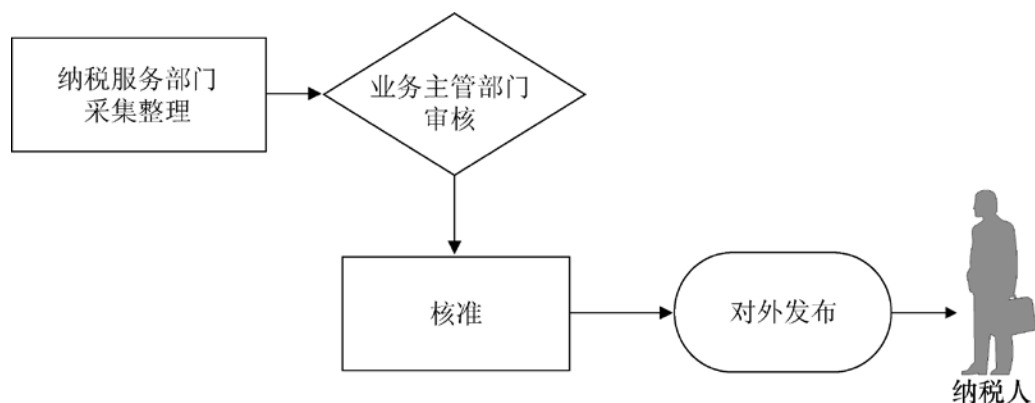 纳税服务部门
采集整理
业务主管部门
审核
核准
对外发布
纳税人